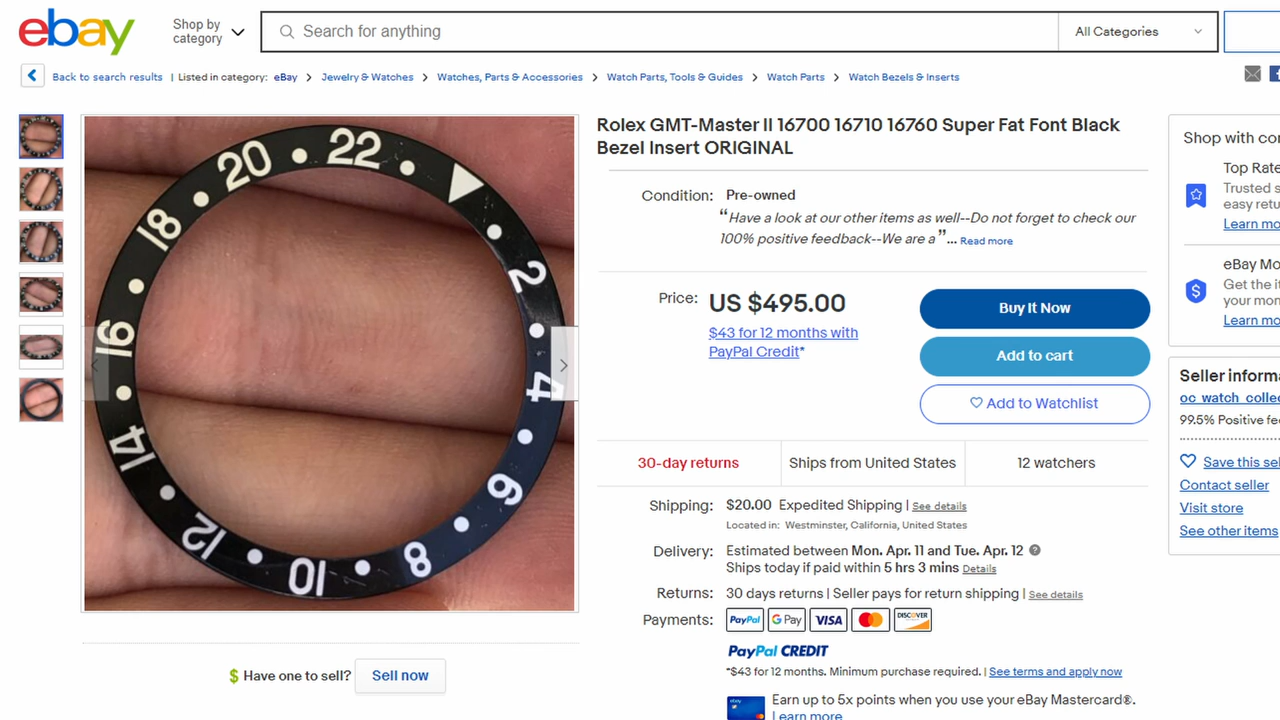 ebay
Shop by
category
Search for anything
All Categories
Back to search results | Listed in category: eBay > Jewelry & Watches > Watches, Parts & Accessories > Watch Parts, Tools & Guides > Watch Parts > Watch Bezels & Inserts
Rolex GMT-Master II 16700 16710 16760 Super Fat Font Black
Bezel Insert ORIGINAL
Condition: Pre-owned
“Have a look at our other items as well--Do not forget to check our
100% positive feedback--We are a ”... Read more
Price: US $495.00
$43 for 12 months with
PayPal Credit*
Buy It Now
Add to cart
Add to Watchlist
30-day returns
Ships from United States
12 watchers
Shipping: $20.00 Expedited Shipping | See details
Located in: Westminster, California, United States
Delivery: Estimated between Mon. Apr. 11 and Tue. Apr. 12
Ships today if paid within 5 hrs 3 mins Details
Returns: 30 days returns | Seller pays for return shipping | See details
Payments: PayPal G Pay VISA DISCOVER
PayPal CREDIT
*$43 for 12 months. Minimum purchase required. | See terms and apply now
Earn up to 5x points when you use your eBay Mastercard®.
Learn more
22
2
4
6
8
10
12
14
16
18
20
$ Have one to sell? Sell now
Shop with con
Top Rate
Trusted s
easy retu
Learn mo
eBay Mo
Get the i
your mon
Learn mo
Seller informa
oc_watch_collec
99.5% Positive fe
Save this sel
Contact seller
Visit store
See other items